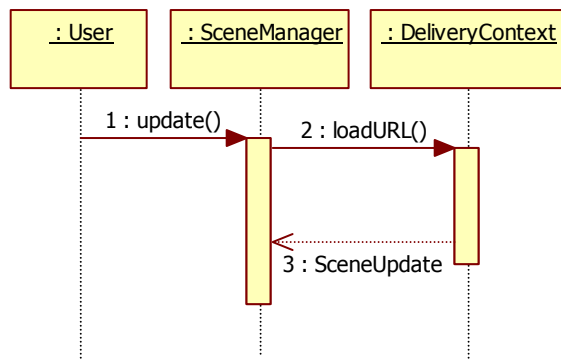 : User
: SceneManager
: DeliveryContext
1 : update()
2 : loadURL()
3 : SceneUpdate